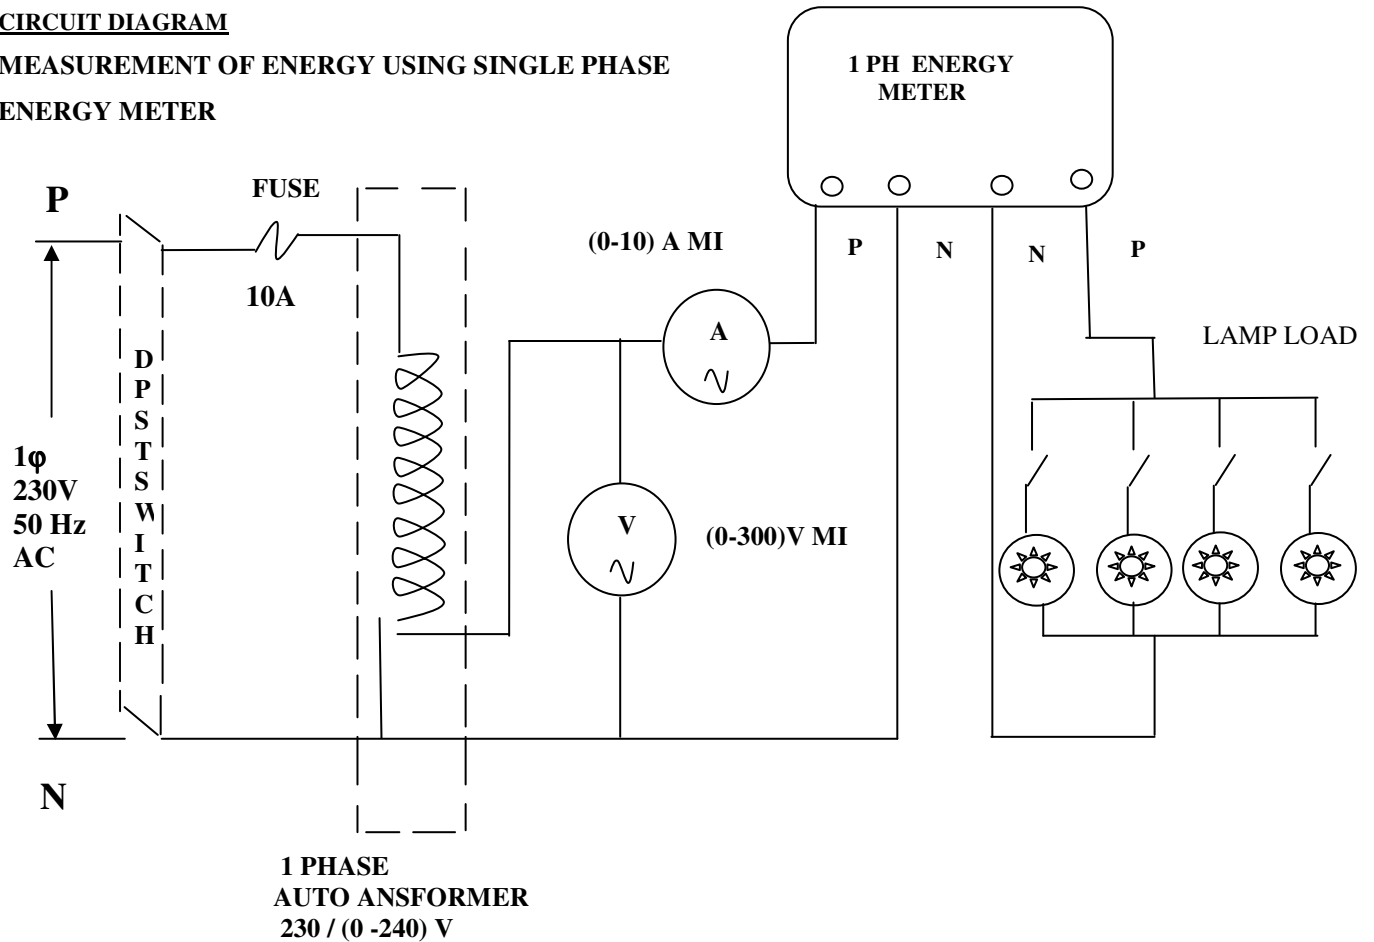 CIRCUIT DIAGRAM
MEASUREMENT OF ENERGY USING SINGLE PHASE
ENERGY METER
1 PH ENERGY
METER
P
FUSE
10A
(0-10) A MI
P
N
N
P
A
LAMP LOAD
DPSTSWITCH
1φ
230V
50 Hz
AC
V
(0-300)V MI
N
1 PHASE
AUTO ANSFORMER
230 / (0 -240) V